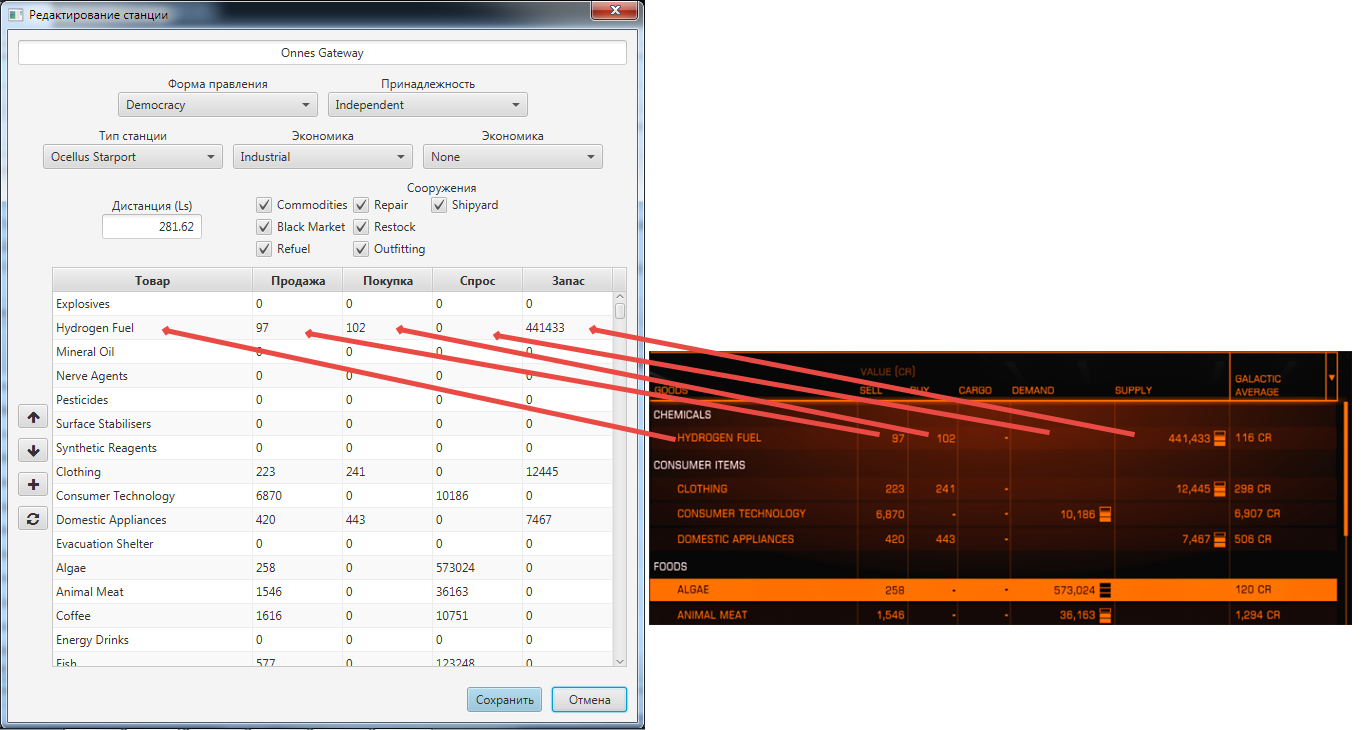 Редактирование станции
Onnes Gateway
Форма правления Принадлежность
Democracy Independent
Тип станции Экономика Экономика
Ocellus Starport Industrial None
Сооружения
Дистанция (Ls) Commodities Repair Shipyard
281.62 Black Market Restock
Refuel Outfitting
Товар Продажа Покупка Спрос Запас
Explosives 0 0 0 0
Hydrogen Fuel 97 102 0 441433
Mineral Oil 0 0 0 0
Nerve Agents 0 0 0 0
Pesticides 0 0 0 0
Surface Stabilisers 0 0 0 0
Synthetic Reagents 0 0 0 0
Clothing 223 241 0 12445
Consumer Technology 6870 0 10186 0
Domestic Appliances 420 443 0 7467
Evacuation Shelter 0 0 0 0
Algae 258 0 573024 0
Animal Meat 1546 0 36163 0
Coffee 1616 0 10751 0
Energy Drinks 0 0 0 0
Fish 577 0 123248 0
Сохранить Отмена
VALUE (CR)
GOODS SELL BUY CARGO DEMAND SUPPLY GALACTIC AVERAGE
CHEMICALS
HYDROGEN FUEL 97 102 - 441,433 116 CR
CONSUMER ITEMS
CLOTHING 223 241 - 12,445 298 CR
CONSUMER TECHNOLOGY 6,870 - - 10,186 6,907 CR
DOMESTIC APPLIANCES 420 443 - 7,467 506 CR
FOODS
ALGAE 258 - - 573,024 120 CR
ANIMAL MEAT 1,546 - - 36,163 1,294 CR